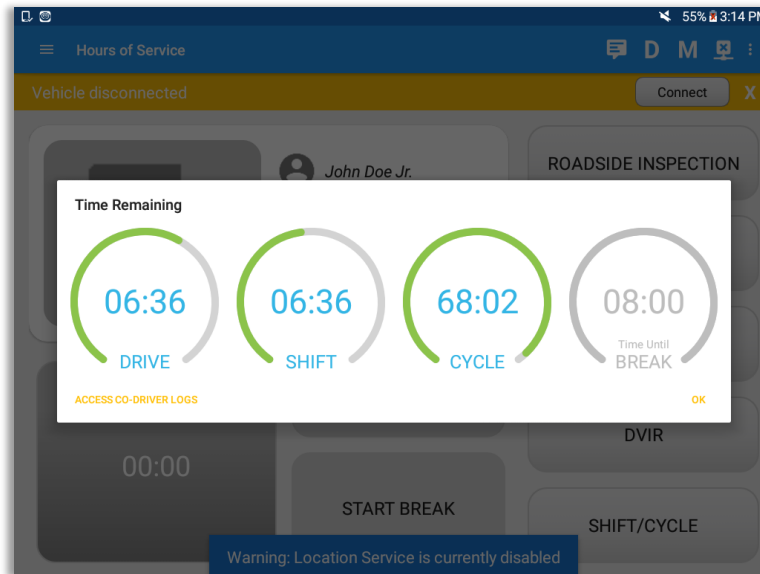 55% 3:14 PM
Hours of Service
D M
Vehicle disconnected
Connect
X
John Doe Jr.
ROADSIDE INSPECTION
Time Remaining
06:36
DRIVE
06:36
SHIFT
68:02
CYCLE
08:00
Time Until
BREAK
ACCESS CO-DRIVER LOGS
OK
DVIR
00:00
START BREAK
SHIFT/CYCLE
Warning: Location Service is currently disabled